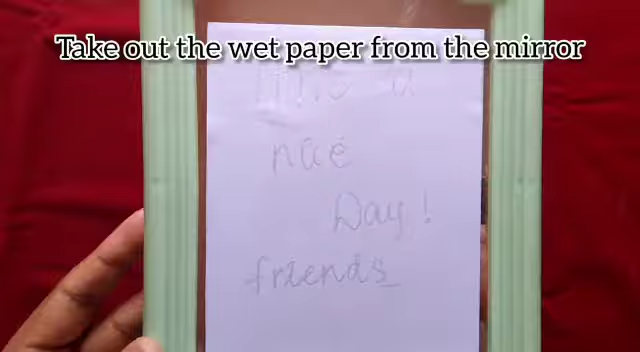 Take out the wet paper from the mirror
a
nice
Day !
friends